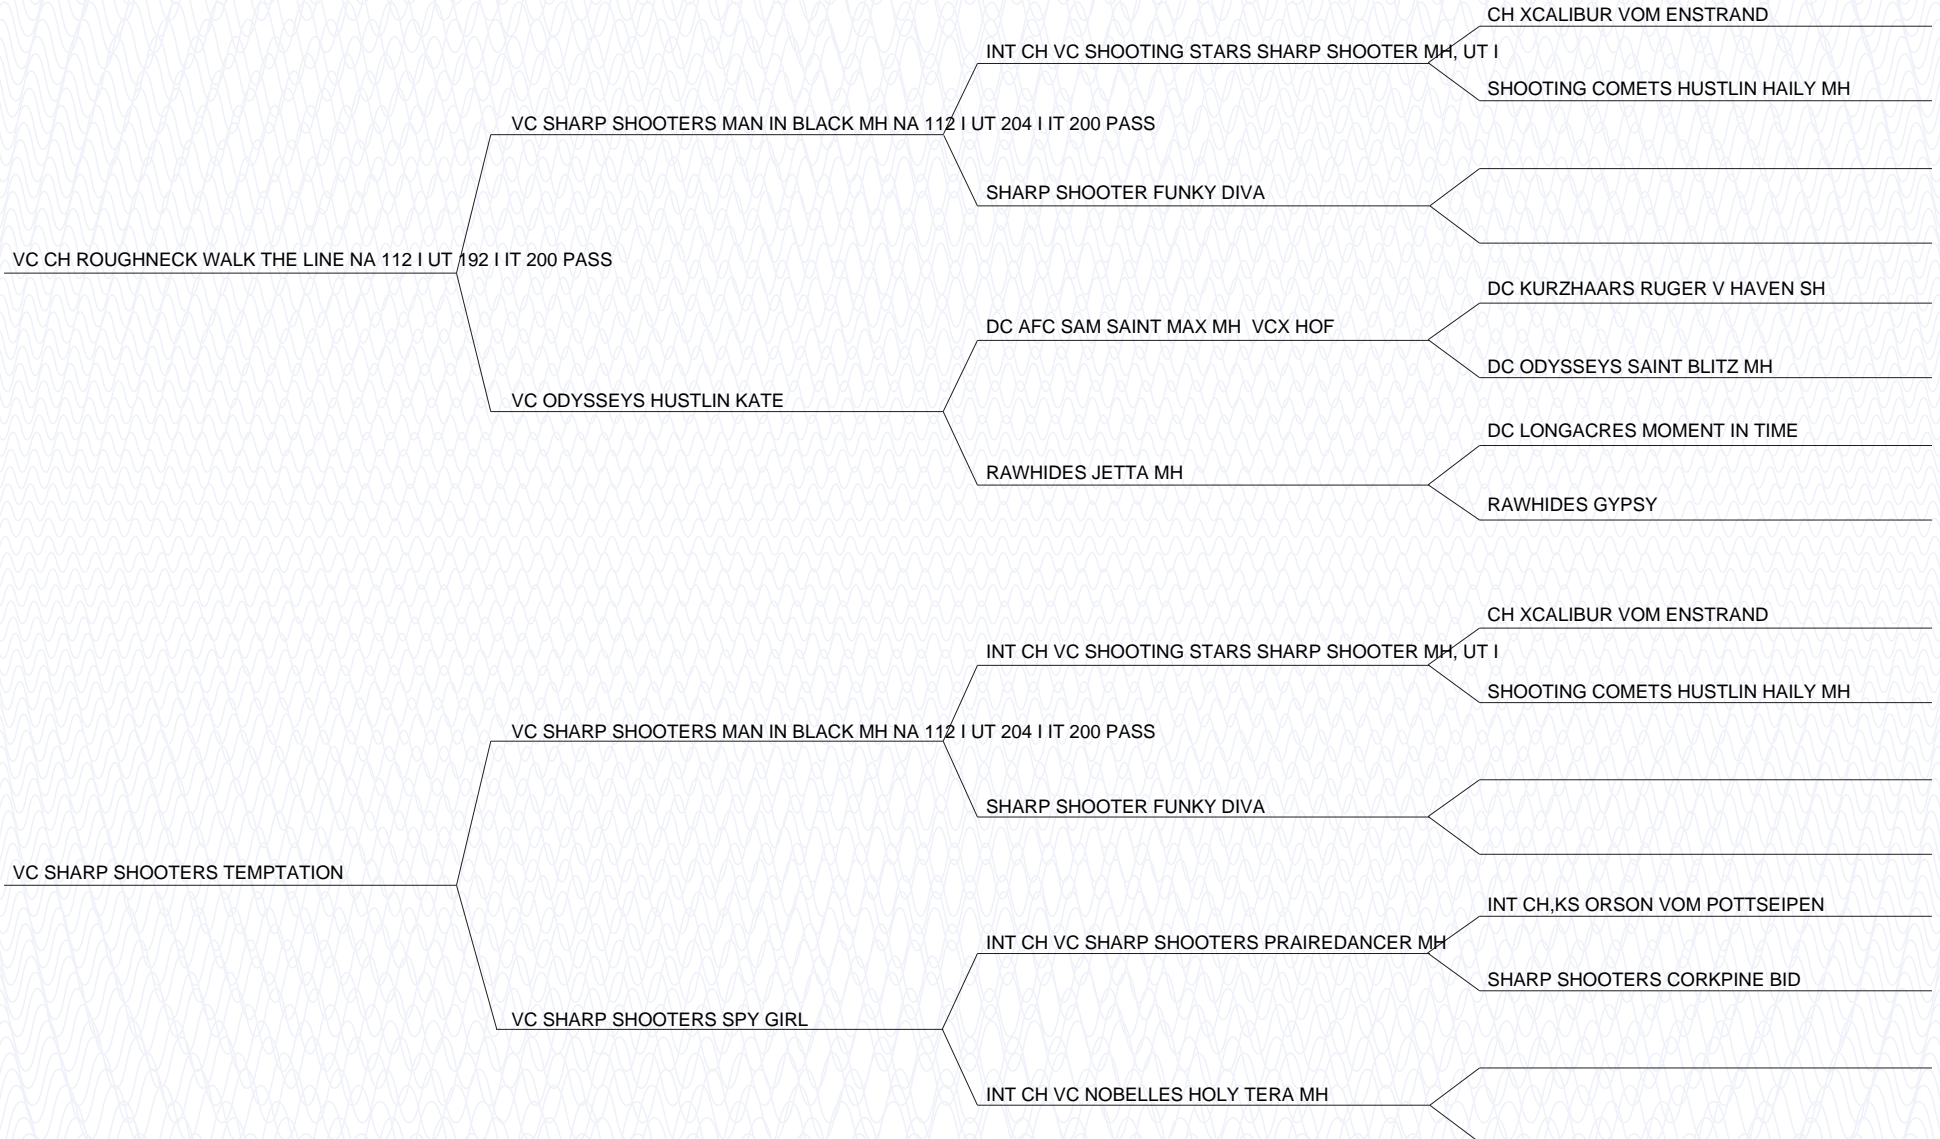 CH XCALIBUR VOM ENSTRAND
INT CH VC SHOOTING STARS SHARP SHOOTER MH, UT I
SHOOTING COMETS HUSTLIN HAILY MH
VC SHARP SHOOTERS MAN IN BLACK MH NA 112 I UT 204 I IT 200 PASS
SHARP SHOOTER FUNKY DIVA
VC CH ROUGHNECK WALK THE LINE NA 112 I UT 192 I IT 200 PASS
DC KURZHAARS RUGER V HAVEN SH
DC AFC SAM SAINT MAX MH  VCX HOF
DC ODYSSEYS SAINT BLITZ MH
VC ODYSSEYS HUSTLIN KATE
DC LONGACRES MOMENT IN TIME
RAWHIDES JETTA MH
RAWHIDES GYPSY
CH XCALIBUR VOM ENSTRAND
INT CH VC SHOOTING STARS SHARP SHOOTER MH, UT I
SHOOTING COMETS HUSTLIN HAILY MH
VC SHARP SHOOTERS MAN IN BLACK MH NA 112 I UT 204 I IT 200 PASS
SHARP SHOOTER FUNKY DIVA
VC SHARP SHOOTERS TEMPTATION
INT CH,KS ORSON VOM POTTSEIPEN
INT CH VC SHARP SHOOTERS PRAIREDANCER MH
SHARP SHOOTERS CORKPINE BID
VC SHARP SHOOTERS SPY GIRL
INT CH VC NOBELLES HOLY TERA MH